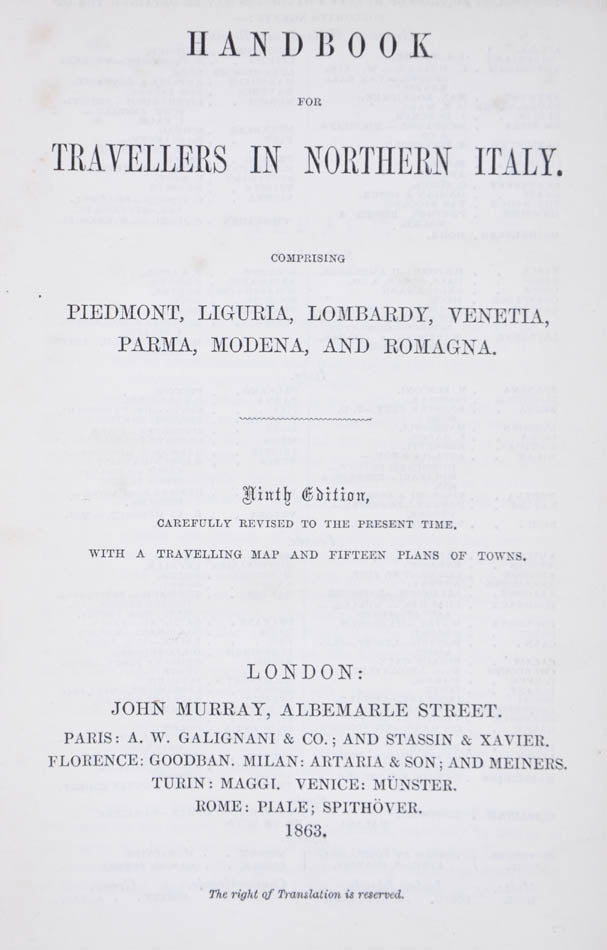 HANDBOOK
FOR
TRAVELLERS IN NORTHERN ITALY.
COMPRISING
PIEDMONT, LIGURIA, LOMBARDY, VENETIA,
PARMA, MODENA, AND ROMAGNA.
Ninth Edition,
CAREFULLY REVISED TO THE PRESENT TIME.
WITH A TRAVELLING MAP AND FIFTEEN PLANS OF TOWNS.
LONDON:
JOHN MURRAY, ALBEMARLE STREET.
PARIS: A. W. GALIGNANI & CO.; AND STASSIN & XAVIER.
FLORENCE: GOODBAN. MILAN: ARTARIA & SON; AND MEINERS.
TURIN: MAGGI. VENICE: MÜNSTER.
ROME: PIALE; SPITHÖVER.
1863.
The right of Translation is reserved.